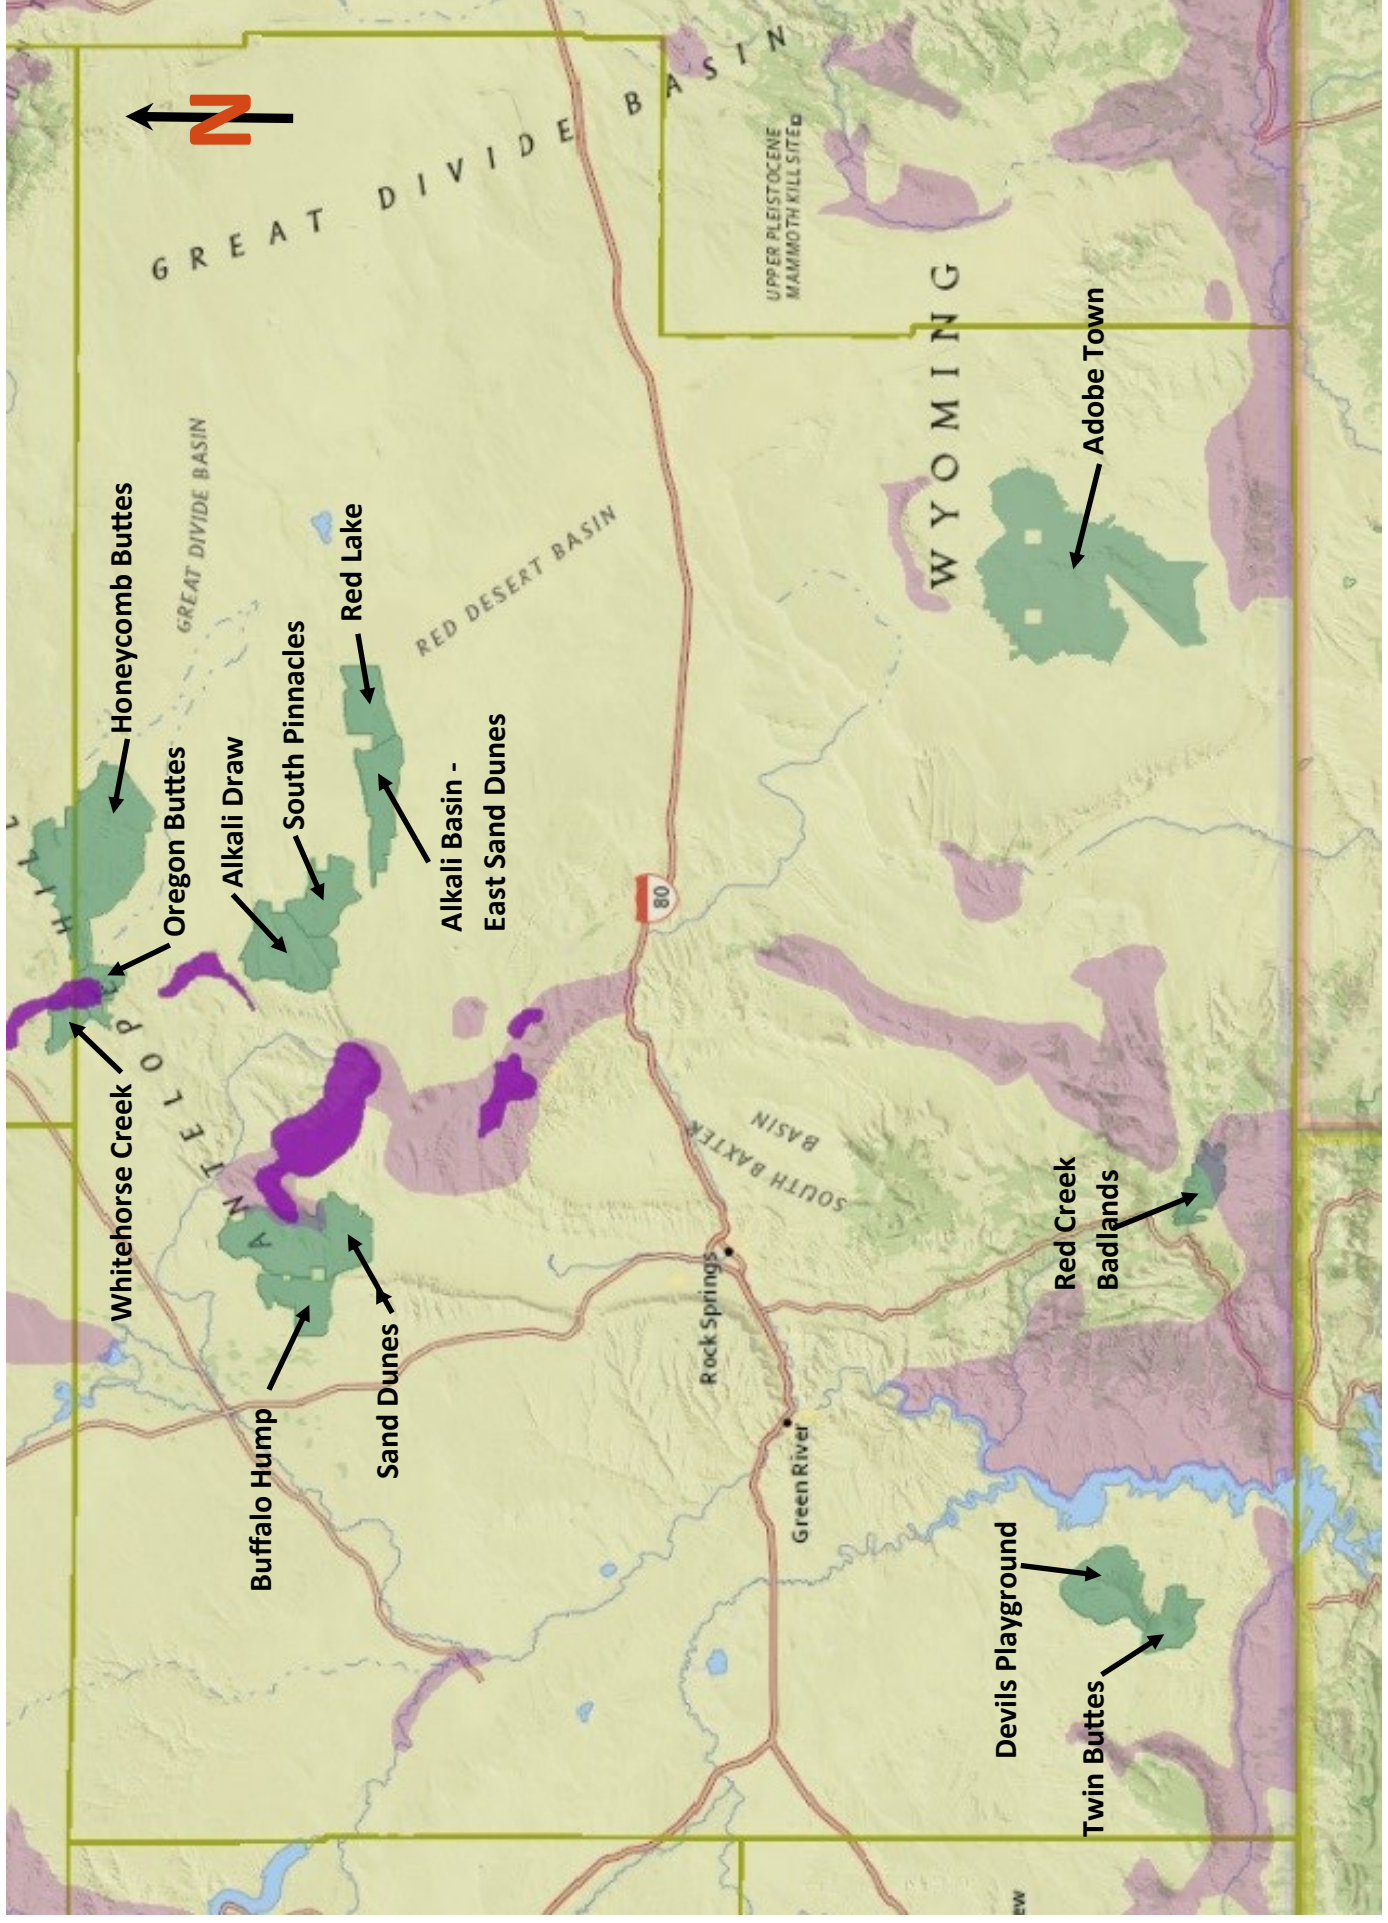 Whitehorse Creek
Oregon Buttes
Honeycomb Buttes
Alkali Draw
South Pinnacles
Red Lake
Alkali Basin -
East Sand Dunes
Buffalo Hump
Sand Dunes
Red Creek
Badlands
Devils Playground
Twin Buttes
Adobe Town
N
ANTELOPE HILL
GREAT DIVIDE BASIN
GREAT DIVIDE BASIN
RED DESERT BASIN
80
Rock Springs
Green River
SOUTH BAXTER
BASIN
WYOMING
UPPER PLEISTOCENE
MAMMOTH KILL SITE
ew